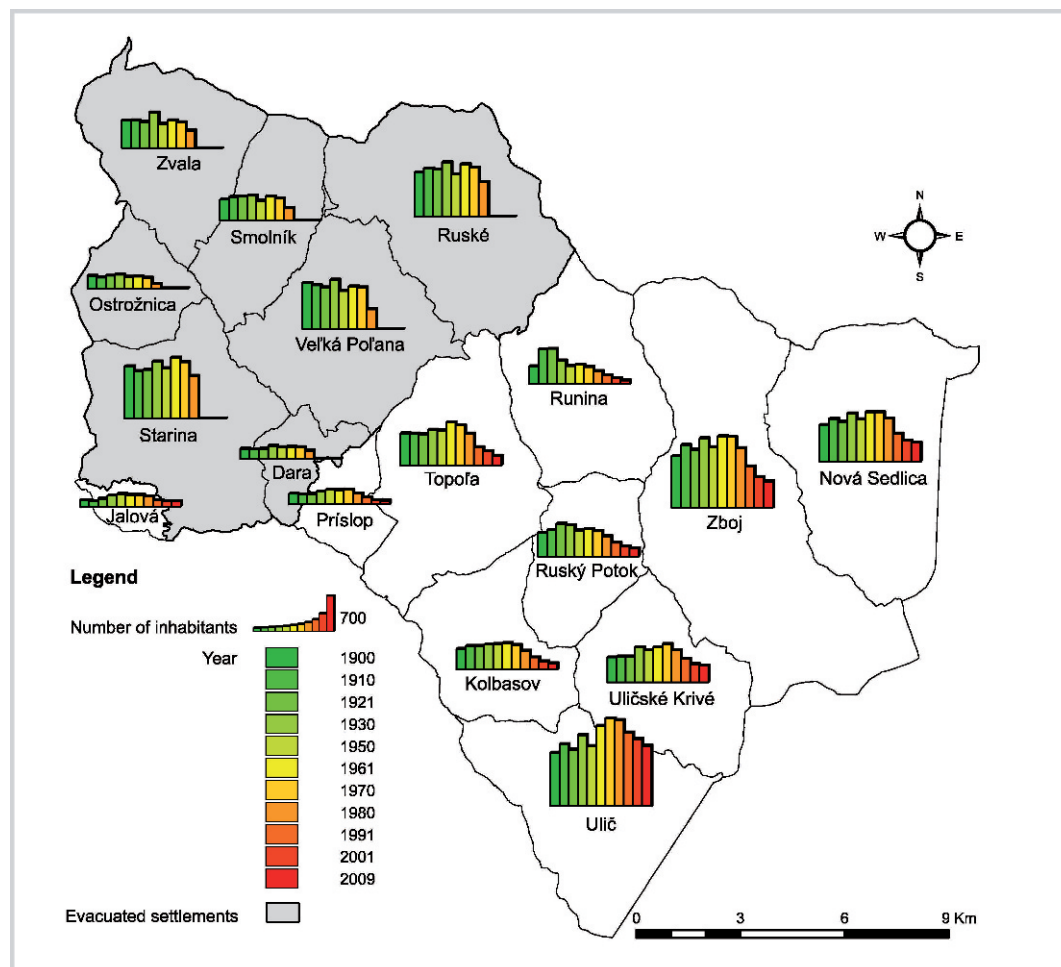 Zvala
Smolník
Ruské
N
W
E
S
Ostrožnica
Veľká Poľana
Starina
Runina
Dara
Topoľa
Nová Sedlica
Zboj
Jalová
Príslop
Ruský Potok
Legend
Number of inhabitants
700
Year
1900
1910
1921
1930
1950
1961
1970
1980
1991
2001
2009
Evacuated settlements
Kolbasov
Uličské Krivé
Ulič
0 3 6 9 Km